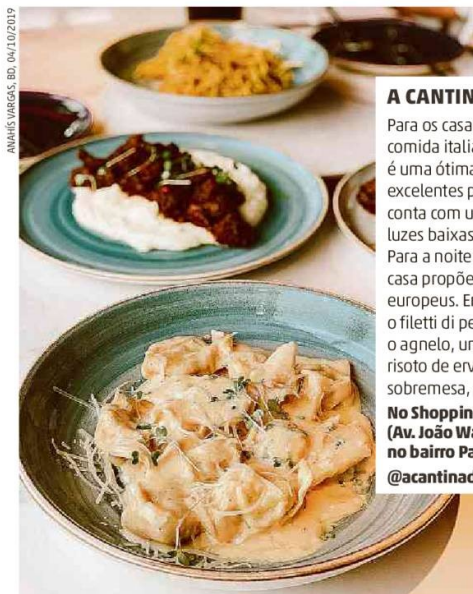 ANAHÍS VARGAS, BD, 04/10/2019
A CANTIN
Para os casa
comida italia
é uma ótima
excelentes p
conta com u
luzes baixas
Para a noite
casa propõe
europeus. E
o filetti di pe
o agnelo, ur
risoto de erv
sobremesa,
No Shoppin
(Av. João Wa
no bairro Pa
@acantinad